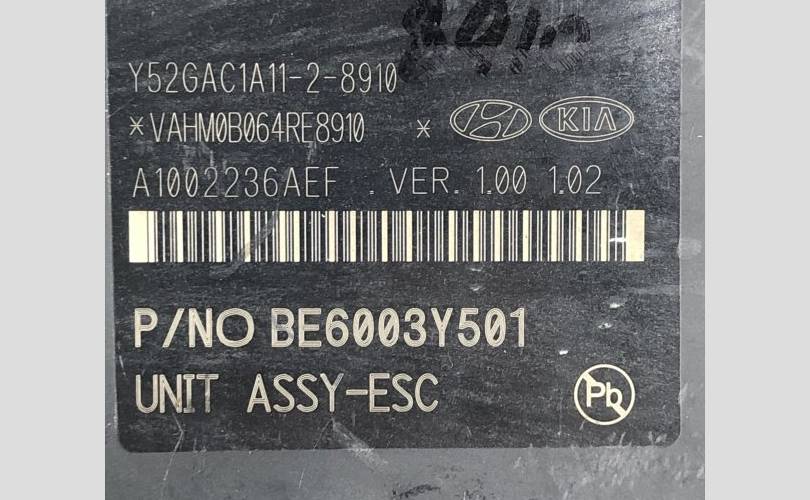 Y52GAC1A11-2-8910
*VAHM0B064RE8910 *
KIA
A1002236AEF . VER. 1.00 1.02
P/NO BE6003Y501
UNIT ASSY-ESC
Pb